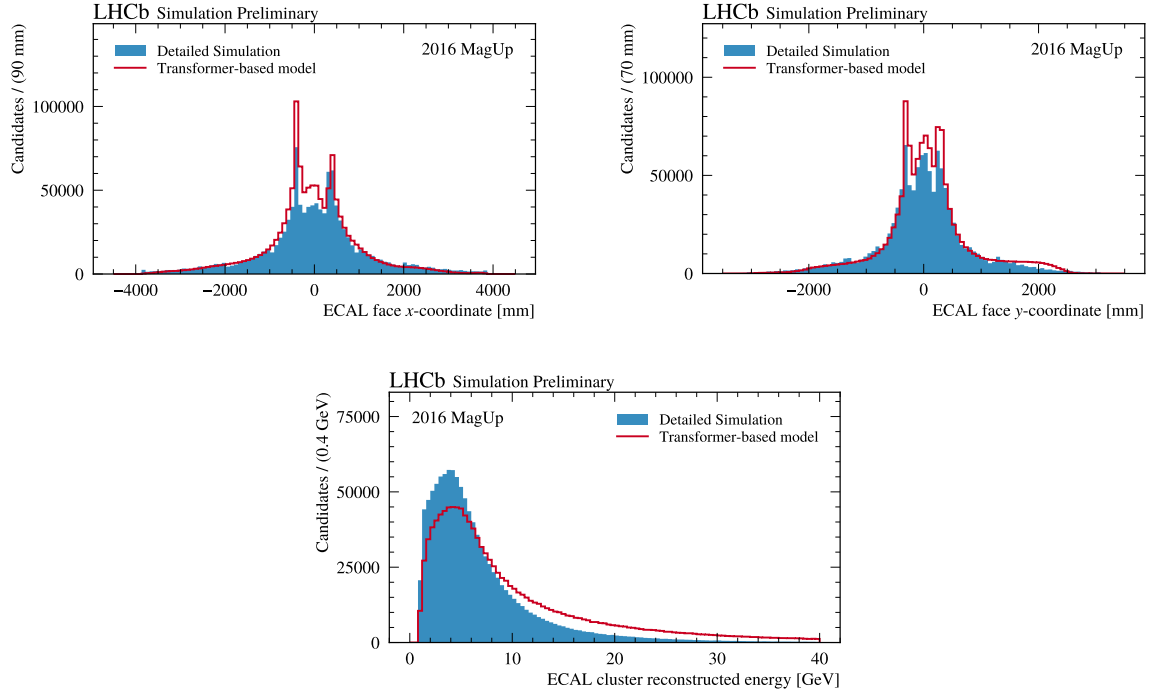 LHCb Simulation Preliminary
Candidates / (90 mm)
Detailed Simulation
Transformer-based model
2016 MagUp
100000
50000
0
−4000 −2000 0 2000 4000
ECAL face x-coordinate [mm]
LHCb Simulation Preliminary
Candidates / (70 mm)
Detailed Simulation
Transformer-based model
2016 MagUp
100000
50000
0
−2000 0 2000
ECAL face y-coordinate [mm]
LHCb Simulation Preliminary
Candidates / (0.4 GeV)
2016 MagUp
Detailed Simulation
Transformer-based model
75000
50000
25000
0
0 10 20 30 40
ECAL cluster reconstructed energy [GeV]